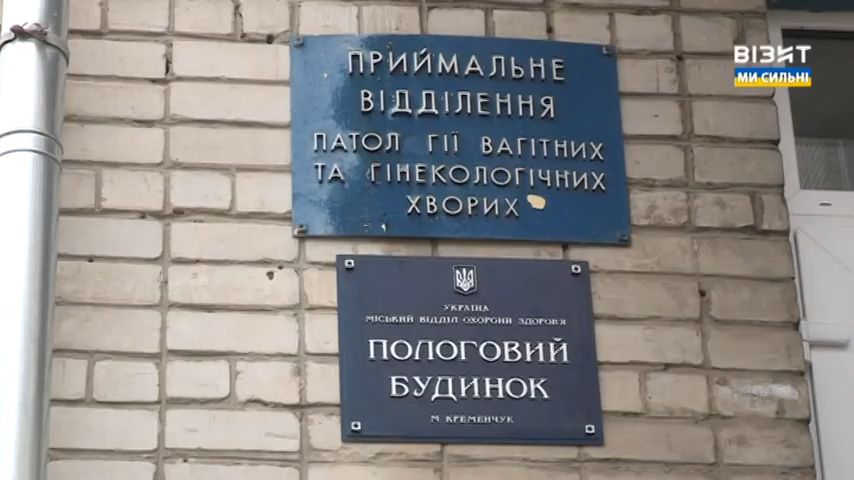 ВІЗИТ
МИ СИЛЬНІ
ПРИЙМАЛЬНЕ
ВІДДІЛЕННЯ
ПАТОЛ ГІЇ ВАГІТНИХ
ТА ГІНЕКОЛОГІЧНИХ
ХВОРИХ
УКРАЇНА
МІСЬКИЙ ВІДДІЛ ОХОРОНИ ЗДОРОВ'Я
ПОЛОГОВИЙ
БУДИНОК
М. КРЕМЕНЧУК